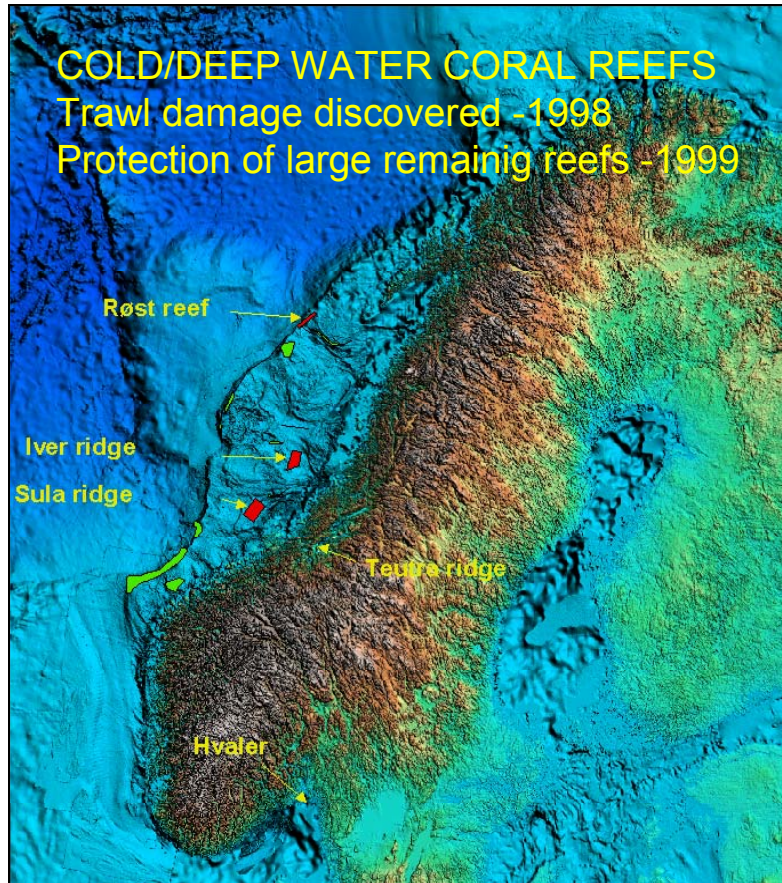 COLD/DEEP WATER CORAL REEFS
Trawl damage discovered -1998
Protection of large remainig reefs -1999
Røst reef
Iver ridge
Sula ridge
Teutra ridge
Hvaler